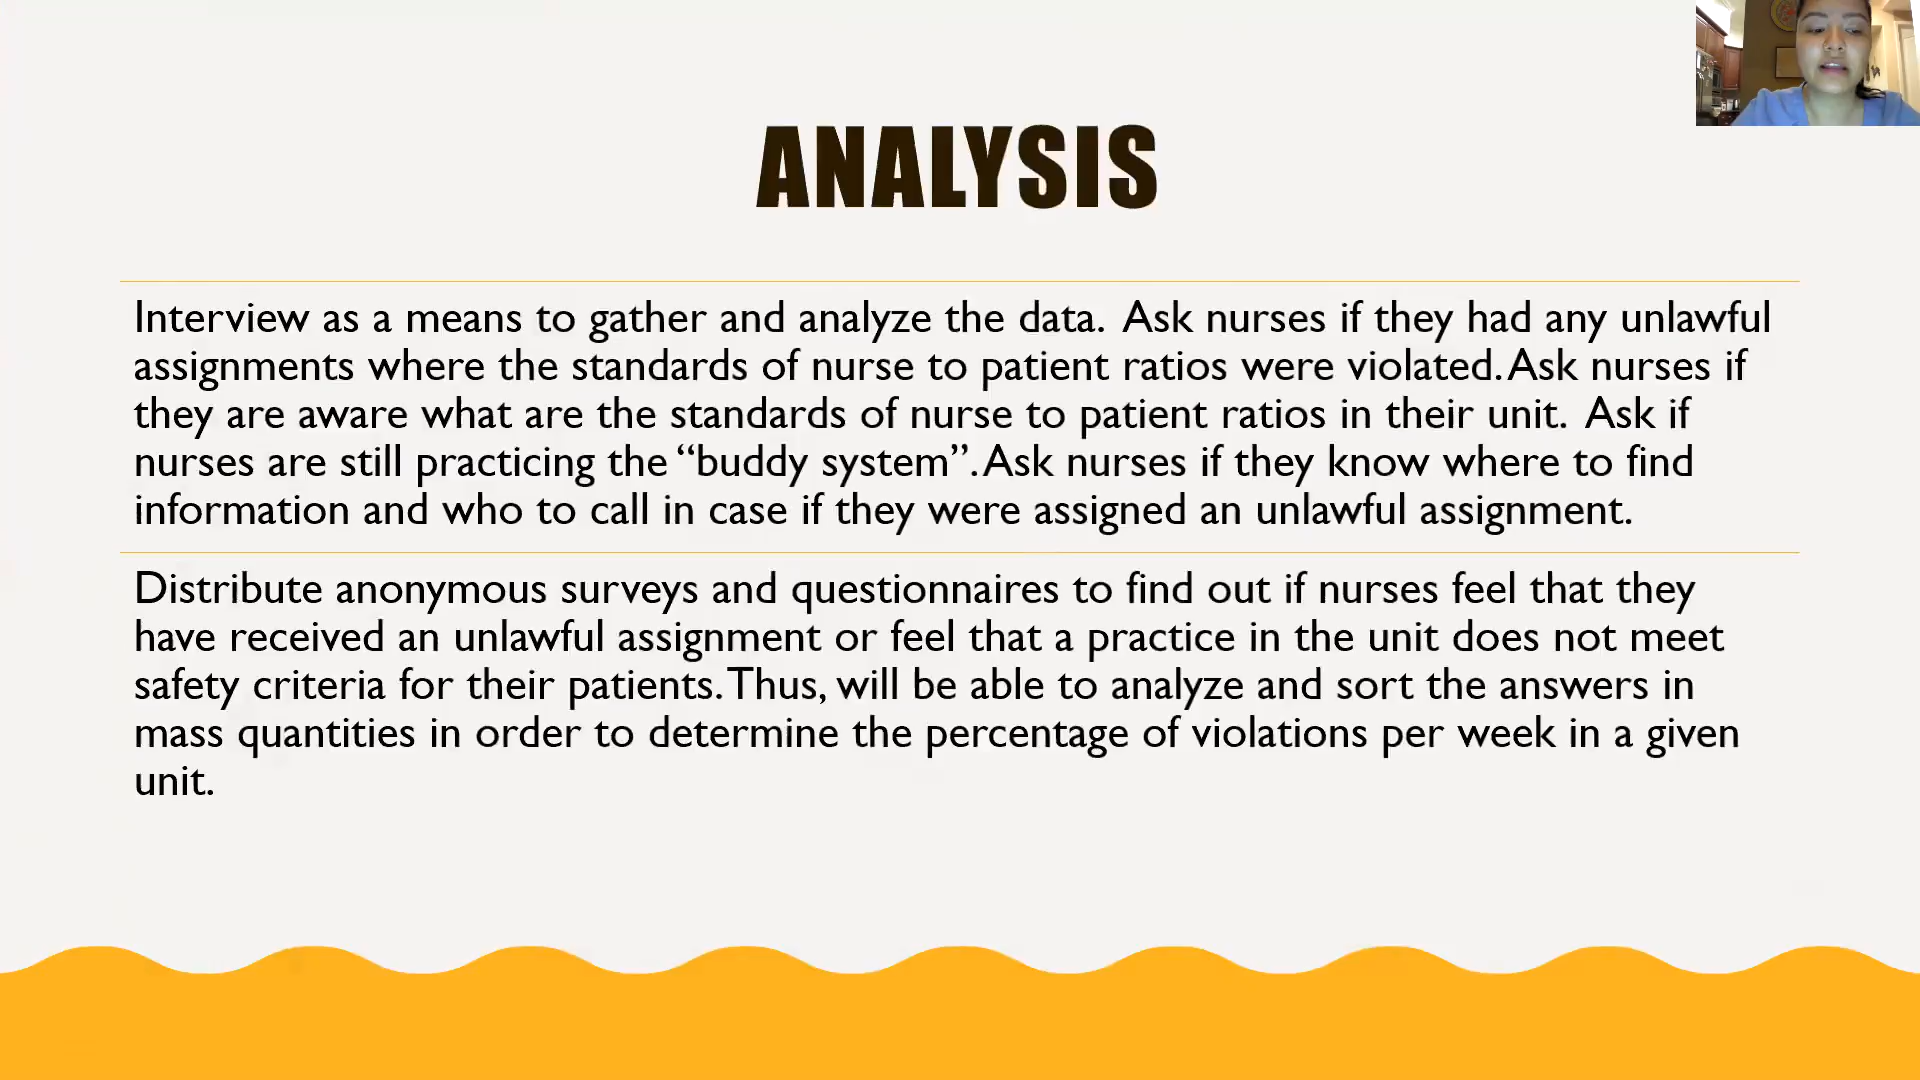 ANALYSIS
Interview as a means to gather and analyze the data.  Ask nurses if they had any unlawful
assignments where the standards of nurse to patient ratios were violated. Ask nurses if
they are aware what are the standards of nurse to patient ratios in their unit.  Ask if
nurses are still practicing the “buddy system”. Ask nurses if they know where to find
information and who to call in case if they were assigned an unlawful assignment.
Distribute anonymous surveys and questionnaires to find out if nurses feel that they
have received an unlawful assignment or feel that a practice in the unit does not meet
safety criteria for their patients. Thus, will be able to analyze and sort the answers in
mass quantities in order to determine the percentage of violations per week in a given
unit.